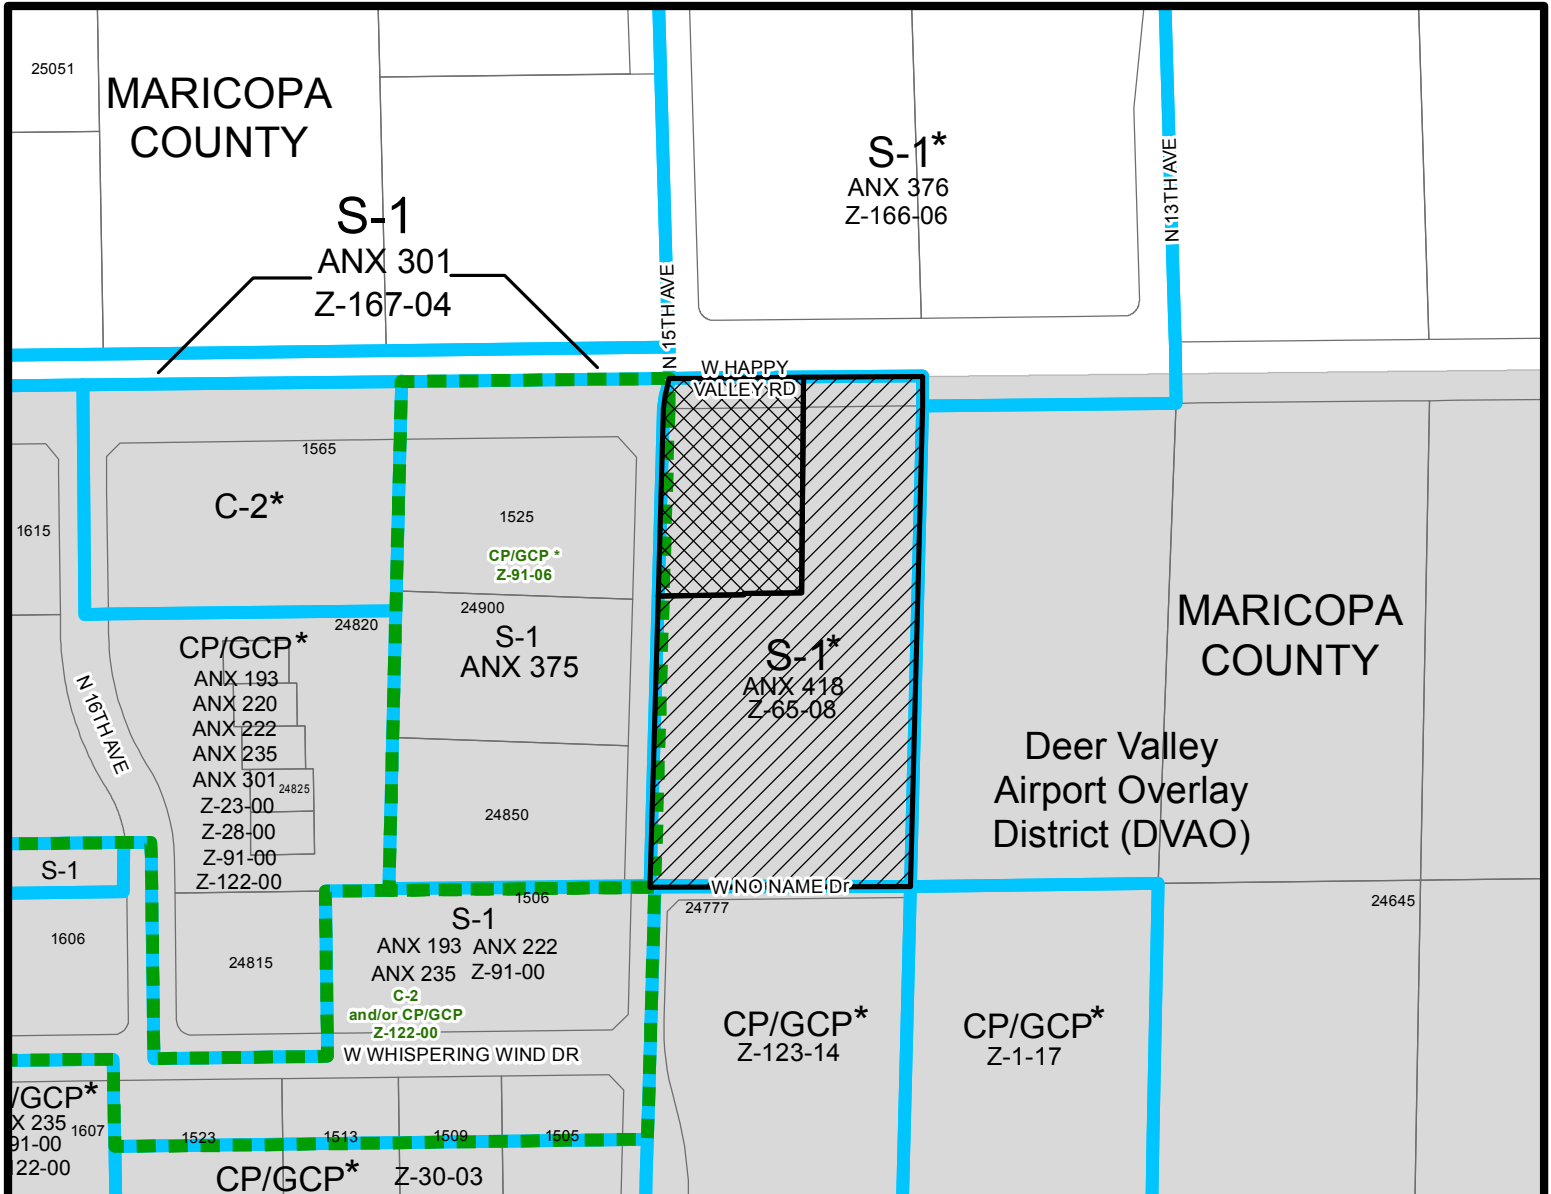 25051
MARICOPA
COUNTY
S-1
ANX 301
Z-167-04
S-1*
ANX 376
Z-166-06
N 13TH AVE
N 15TH AVE
W HAPPY
VALLEY RD
1565
C-2*
1615
1525
CP/GCP *
Z-91-06
24900
S-1
ANX 375
24820
CP/GCP*
ANX 193
ANX 220
ANX 222
ANX 235
ANX 301
24825
Z-23-00
Z-28-00
Z-91-00
Z-122-00
N 16TH AVE
S-1*
ANX 418
Z-65-08
MARICOPA
COUNTY
Deer Valley
Airport Overlay
District (DVAO)
24850
S-1
W NO NAME Dr
1506
24777
24645
S-1
ANX 193 ANX 222
ANX 235 Z-91-00
C-2
and/or CP/GCP
Z-122-00
1606
24815
W WHISPERING WIND DR
CP/GCP*
Z-123-14
CP/GCP*
Z-1-17
/GCP*
X 235
91-00
122-00
1607
1523
1513
1509
1505
CP/GCP* Z-30-03